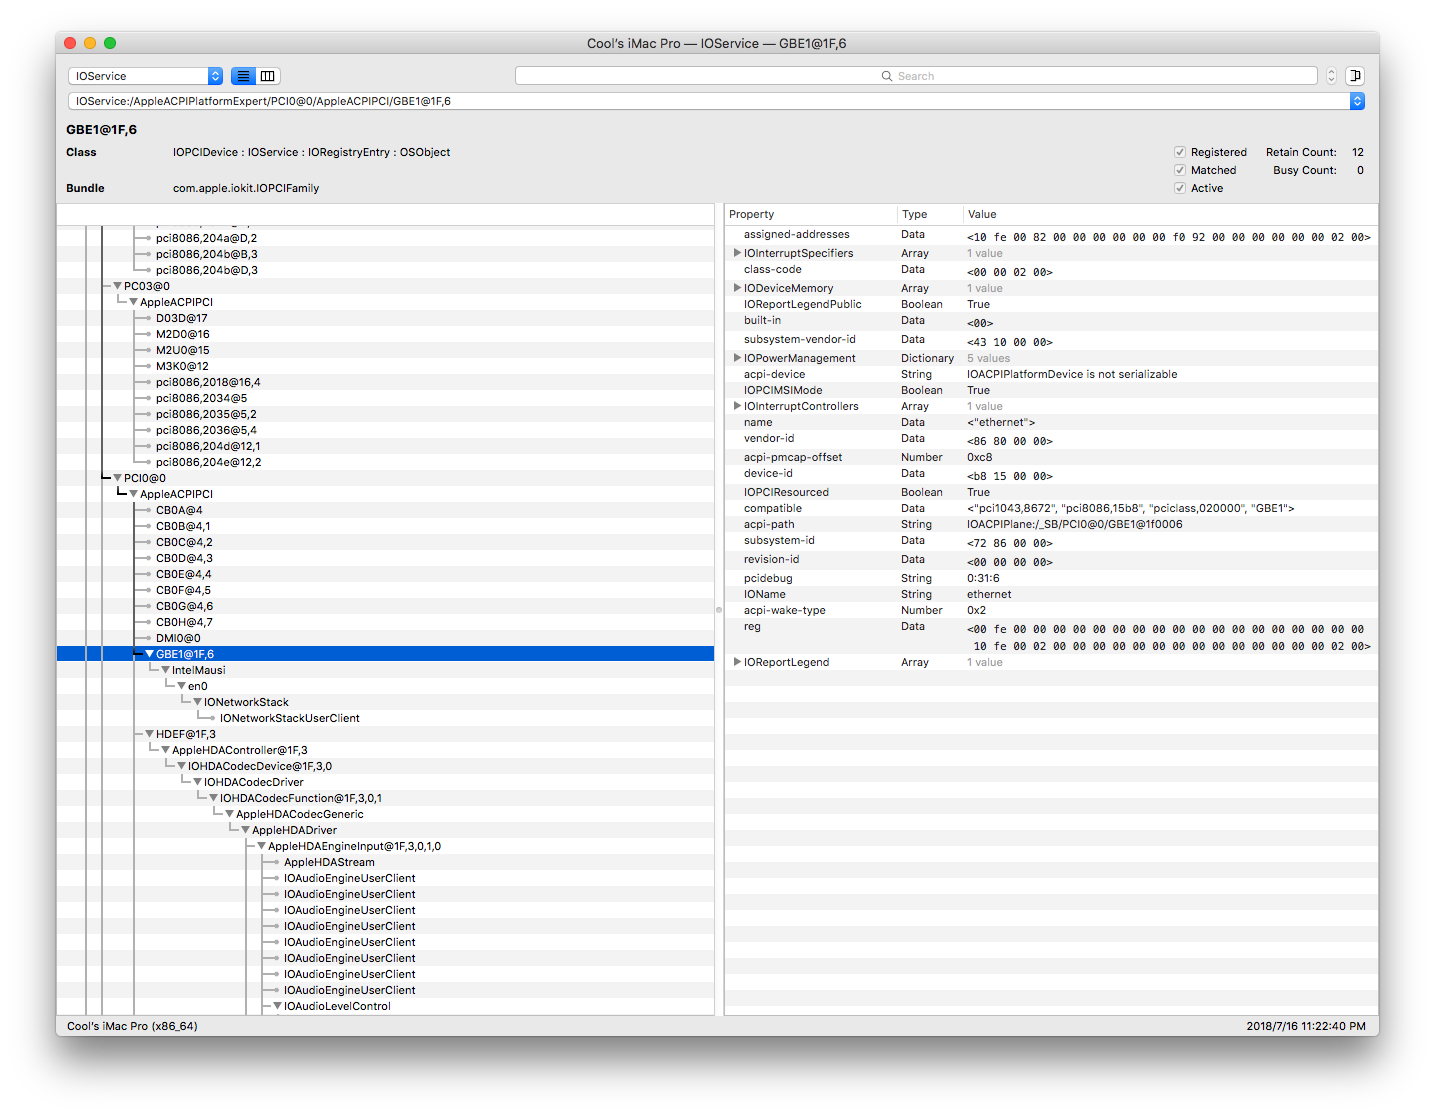 Cool's iMac Pro — IOService — GBE1@1F,6
IOService
Search
IOService:/AppleACPIPlatformExpert/PCI0@0/AppleACPIPCI/GBE1@1F,6
GBE1@1F,6
Class IOPCIDevice : IOService : IORegistryEntry : OSObject
Registered Retain Count: 12
Matched Busy Count: 0
Bundle com.apple.iokit.IOPCIFamily
Active
pci8086,204a@D,2
pci8086,204b@B,3
pci8086,204b@D,3
PC03@0
AppleACPIPCI
D03D@17
M2D0@16
M2U0@15
M3K0@12
pci8086,2018@16,4
pci8086,2034@5
pci8086,2035@5,2
pci8086,2036@5,4
pci8086,204d@12,1
pci8086,204e@12,2
PCI0@0
AppleACPIPCI
CB0A@4
CB0B@4,1
CB0C@4,2
CB0D@4,3
CB0E@4,4
CB0F@4,5
CB0G@4,6
CB0H@4,7
DMI0@0
GBE1@1F,6
IntelMausi
en0
IONetworkStack
IONetworkStackUserClient
HDEF@1F,3
AppleHDAController@1F,3
IOHDACodecDevice@1F,3,0
IOHDACodecDriver
IOHDACodecFunction@1F,3,0,1
AppleHDACodecGeneric
AppleHDADriver
AppleHDAEngineInput@1F,3,0,1,0
AppleHDAStream
IOAudioEngineUserClient
IOAudioEngineUserClient
IOAudioEngineUserClient
IOAudioEngineUserClient
IOAudioEngineUserClient
IOAudioEngineUserClient
IOAudioEngineUserClient
IOAudioEngineUserClient
IOAudioLevelControl
Property Type Value
assigned-addresses Data <10 fe 00 82 00 00 00 00 00 00 f0 92 00 00 00 00 00 00 02 00>
IOInterruptSpecifiers Array 1 value
class-code Data <00 00 02 00>
IODeviceMemory Array 1 value
IOReportLegendPublic Boolean True
built-in Data <00>
subsystem-vendor-id Data <43 10 00 00>
IOPowerManagement Dictionary 5 values
acpi-device String IOACPIPlatformDevice is not serializable
IOPCIMSIMode Boolean True
IOInterruptControllers Array 1 value
name Data <"ethernet">
vendor-id Data <86 80 00 00>
acpi-pmcap-offset Number 0xc8
device-id Data <b8 15 00 00>
IOPCIResourced Boolean True
compatible Data <"pci1043,8672", "pci8086,15b8", "pciclass,020000", "GBE1">
acpi-path String IOACPIPlane:/_SB/PCI0@0/GBE1@1f0006
subsystem-id Data <72 86 00 00>
revision-id Data <00 00 00 00>
pcidebug String 0:31:6
IOName String ethernet
acpi-wake-type Number 0x2
reg Data <00 fe 00 00 00 00 00 00 00 00 00 00 00 00 00 00 00 00 00 00
10 fe 00 02 00 00 00 00 00 00 00 00 00 00 00 00 00 00 02 00>
IOReportLegend Array 1 value
Cool's iMac Pro (x86_64)
2018/7/16 11:22:40 PM